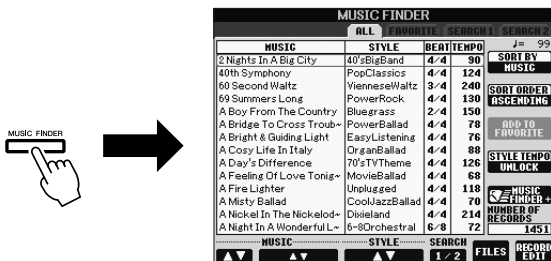 MUSIC FINDER
MUSIC FINDER
ALL FAVORITE SEARCH 1 SEARCH 2
♩= 99
MUSIC STYLE BEAT TEMPO
2 Nights In A Big City 40'sBigBand 4/4 90
40th Symphony PopClassics 4/4 124
60 Second Waltz VienneseWaltz 3/4 240
69 Summers Long PowerRock 4/4 130
A Boy From The Country Bluegrass 2/4 150
A Bridge To Cross Troub~ PowerBallad 4/4 78
A Bright & Guiding Light EasyListening 4/4 76
A Cosy Life In Italy OrganBallad 4/4 88
A Day's Difference 70'sTVTheme 4/4 126
A Feeling Of Love Tonig~ MovieBallad 4/4 68
A Fire Lighter Unplugged 4/4 118
A Misty Ballad CoolJazzBallad 4/4 70
A Nickel In The Nickelod~ Dixieland 4/4 214
A Night In A Wonderful L~ 6-8Orchestral 6/8 72
SORT BY
MUSIC
SORT ORDER
ASCENDING
ADD TO
FAVORITE
STYLE TEMPO
UNLOCK
MUSIC
FINDER +
NUMBER OF
RECORDS
1451
MUSIC STYLE SEARCH
1/2 FILES RECORD
EDIT